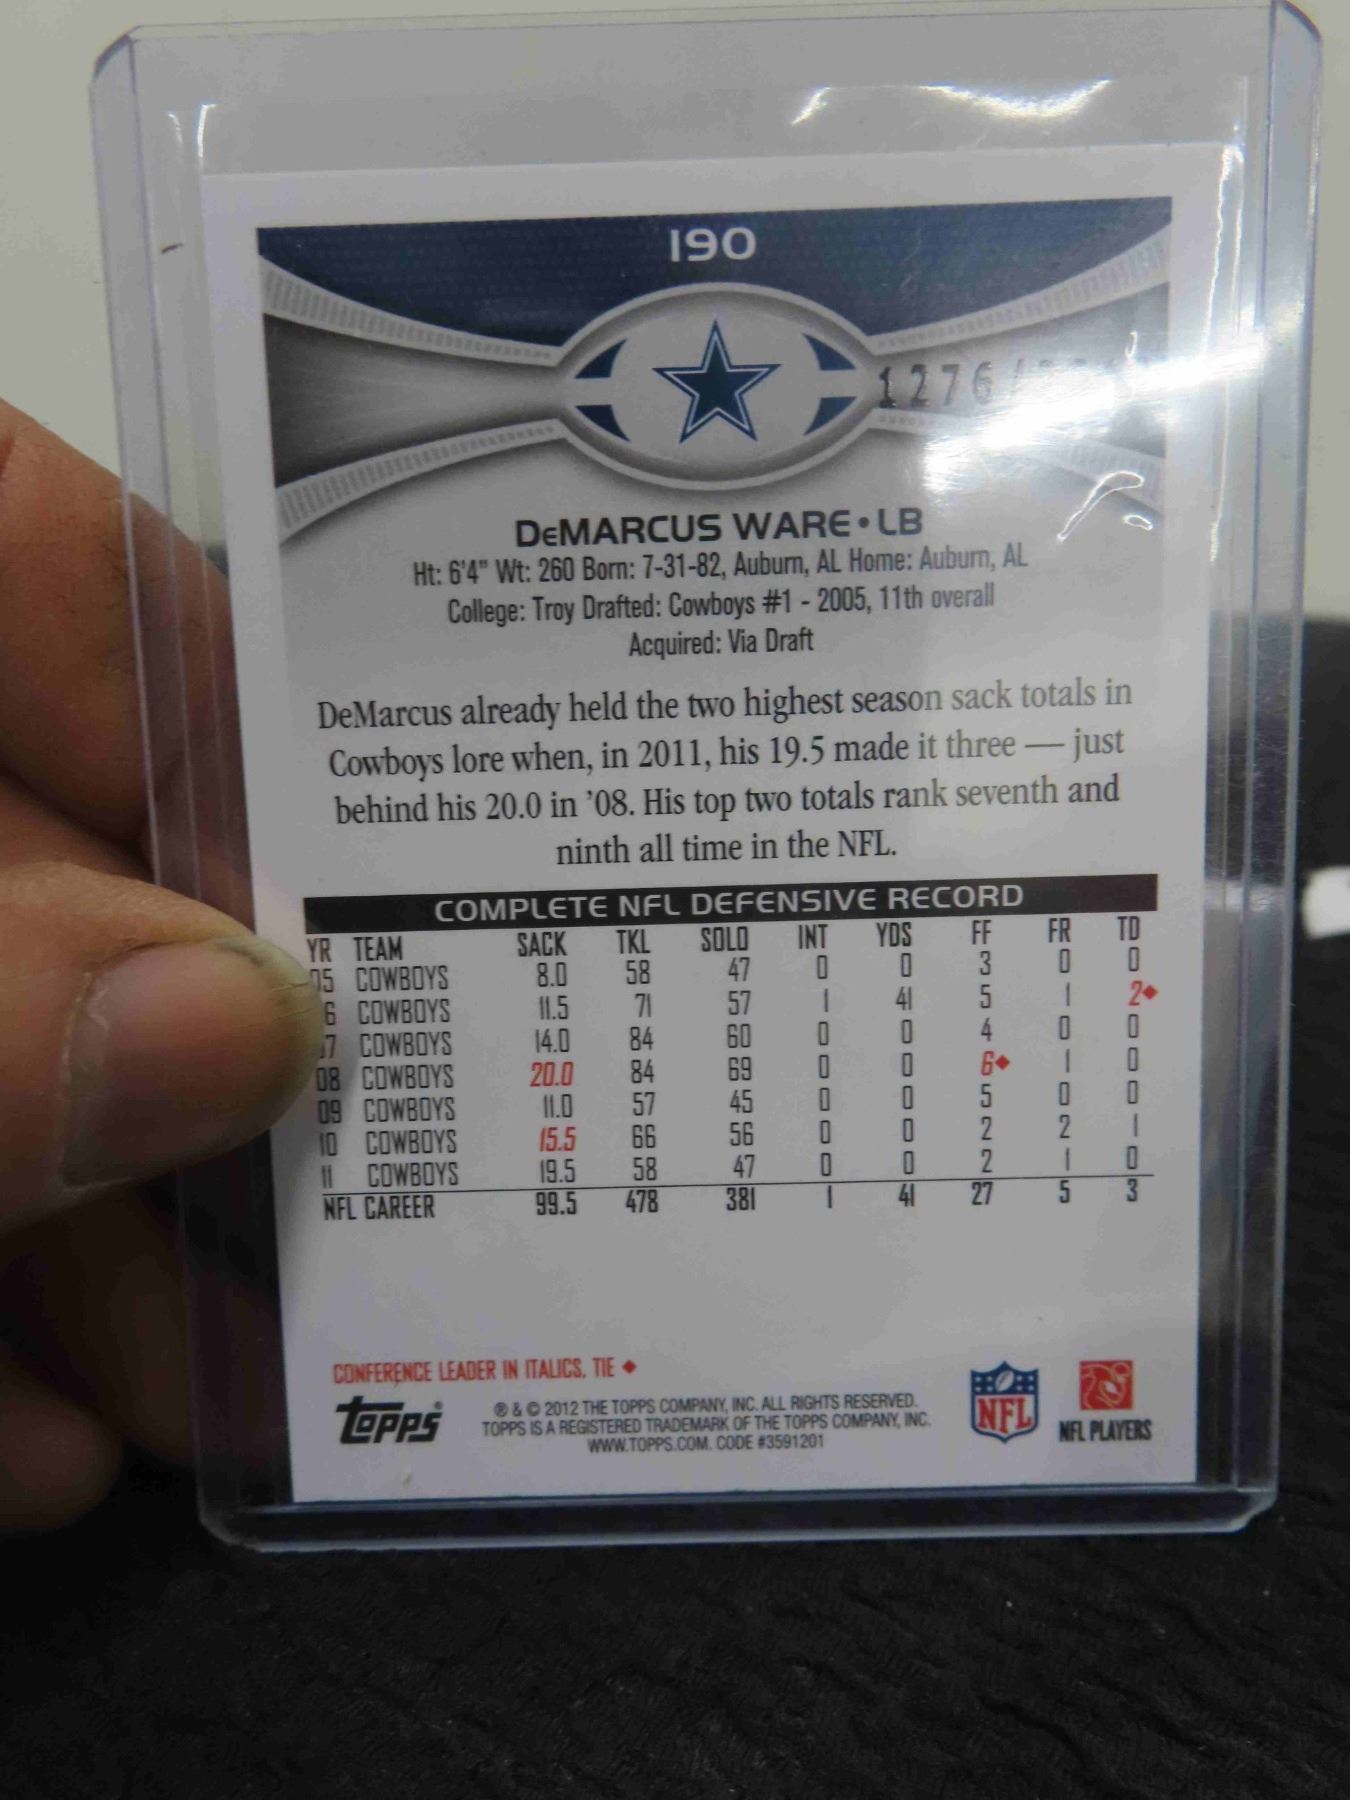 190
1276/
DeMARCUS WARE • LB
Ht: 6'4" Wt: 260 Born: 7-31-82, Auburn, AL Home: Auburn, AL
College: Troy Drafted: Cowboys #1 - 2005, 11th overall
Acquired: Via Draft
DeMarcus already held the two highest season sack totals in
Cowboys lore when, in 2011, his 19.5 made it three — just
behind his 20.0 in '08. His top two totals rank seventh and
ninth all time in the NFL.
COMPLETE NFL DEFENSIVE RECORD
YR TEAM SACK TKL SOLO INT YDS FF FR TD
05 COWBOYS 8.0 58 47 0 0 3 0 0
6 COWBOYS 11.5 71 57 1 41 5 1 2♦
07 COWBOYS 14.0 84 60 0 0 4 0 0
08 COWBOYS 20.0 84 69 0 0 6♦ 1 0
09 COWBOYS 11.0 57 45 0 0 5 0 0
10 COWBOYS 15.5 66 56 0 0 2 2 1
11 COWBOYS 19.5 58 47 0 0 2 1 0
NFL CAREER 99.5 478 381 1 41 27 5 3
CONFERENCE LEADER IN ITALICS, TIE ♦
topps®
® & © 2012 THE TOPPS COMPANY, INC. ALL RIGHTS RESERVED.
TOPPS IS A REGISTERED TRADEMARK OF THE TOPPS COMPANY, INC.
WWW.TOPPS.COM. CODE #3591201
NFL
NFL PLAYERS